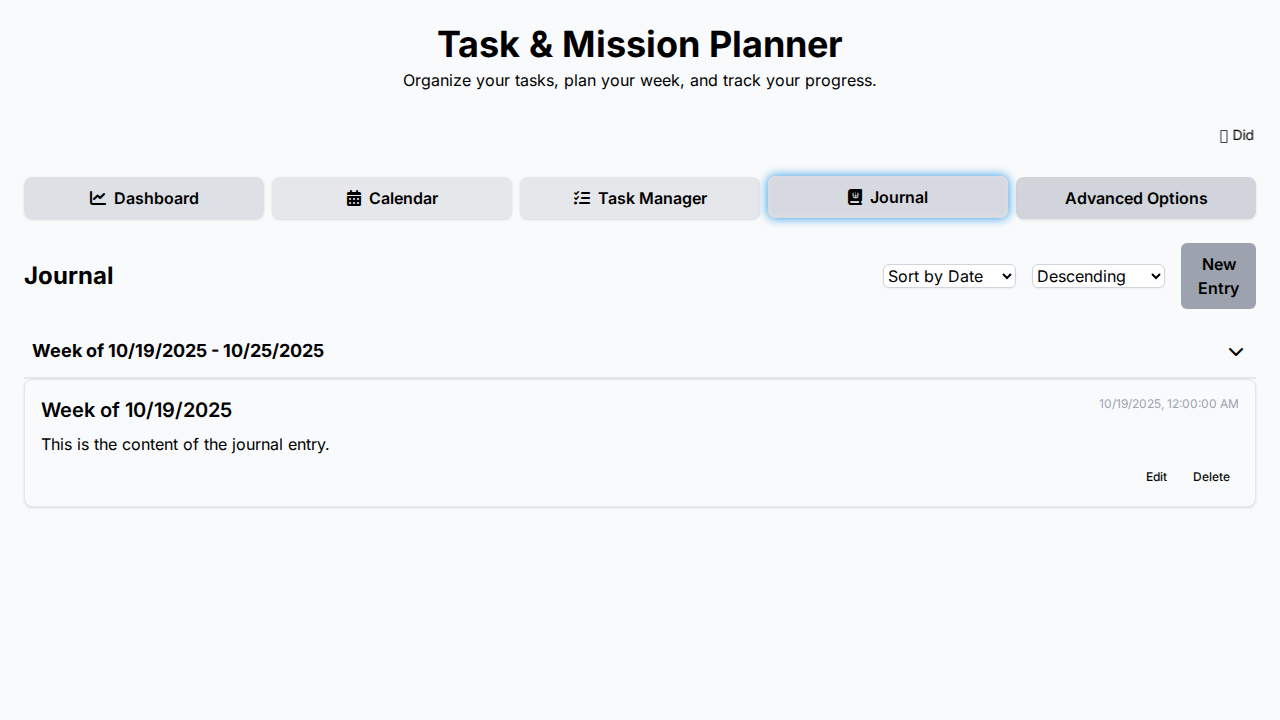 Task & Mission Planner
Organize your tasks, plan your week, and track your progress.
Did
Dashboard
Calendar
Task Manager
Journal
Advanced Options
Journal
Sort by Date
Descending
New
Entry
Week of 10/19/2025 - 10/25/2025
Week of 10/19/2025
10/19/2025, 12:00:00 AM
This is the content of the journal entry.
Edit
Delete